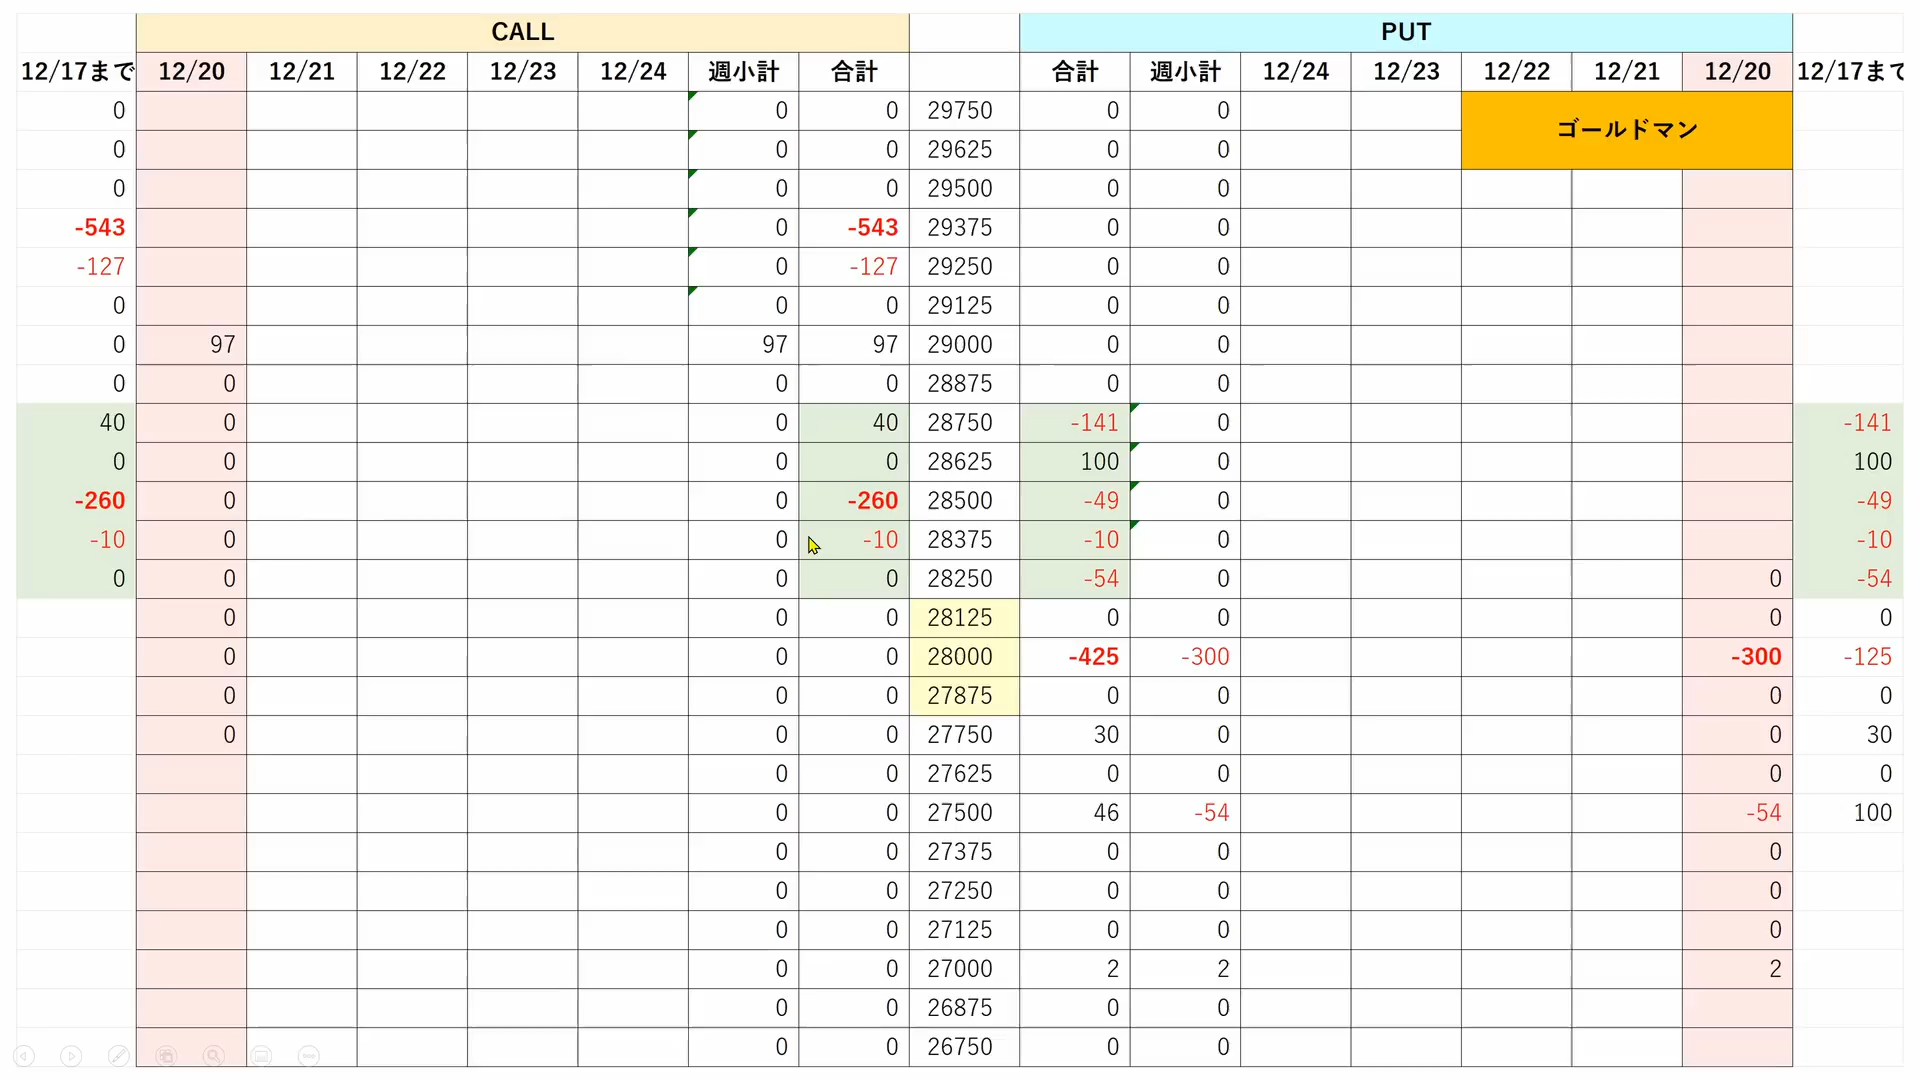 CALL PUT
12/17まで 12/20 12/21 12/22 12/23 12/24 週小計 合計 合計 週小計 12/24 12/23 12/22 12/21 12/20 12/17まで
0 0 0 29750 0 0 ゴールドマン
0 0 0 29625 0 0
0 0 0 29500 0 0
-543 0 -543 29375 0 0
-127 0 -127 29250 0 0
0 0 0 29125 0 0
0 97 97 97 29000 0 0
0 0 0 0 28875 0 0
40 0 0 40 28750 -141 0 -141
0 0 0 0 28625 100 0 100
-260 0 0 -260 28500 -49 0 -49
-10 0 0 -10 28375 -10 0 -10
0 0 0 0 28250 -54 0 0 -54
0 0 0 28125 0 0 0 0
0 0 0 28000 -425 -300 -300 -125
0 0 0 27875 0 0 0 0
0 0 0 27750 30 0 0 30
0 0 27625 0 0 0 0
0 0 27500 46 -54 -54 100
0 0 27375 0 0 0
0 0 27250 0 0 0
0 0 27125 0 0 0
0 0 27000 2 2 2
0 0 26875 0 0
0 0 26750 0 0